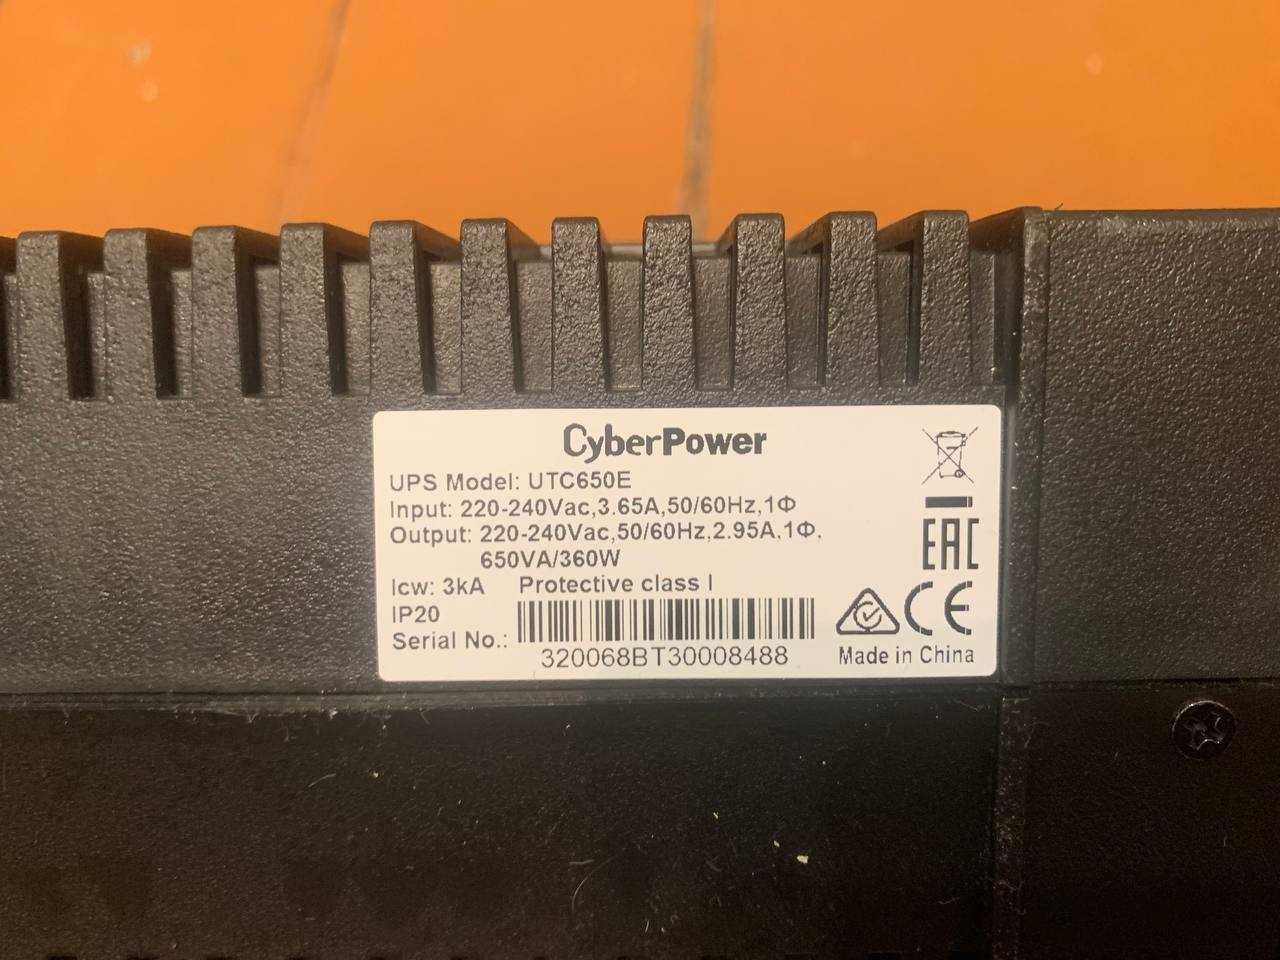 CyberPower
UPS Model: UTC650E
Input: 220-240Vac,3.65A,50/60Hz,1Φ
Output: 220-240Vac,50/60Hz,2.95A,1Φ,
650VA/360W
Icw: 3kA Protective class I
IP20
Serial No.:
320068BT30008488
EAC
CE
Made in China